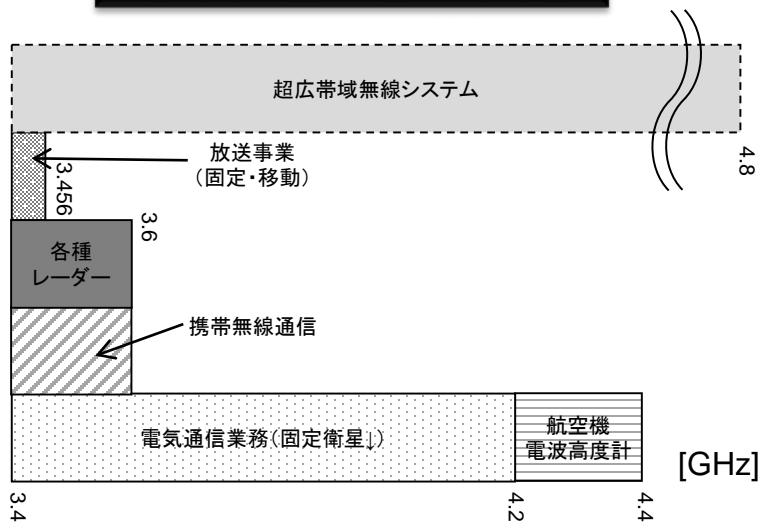 超広帯域無線システム
4.8
放送事業
(固定・移動)
3.456
3.6
各種
レーダー
携帯無線通信
電気通信業務(固定衛星↓)
航空機
電波高度計
[GHz]
3.4
4.2
4.4